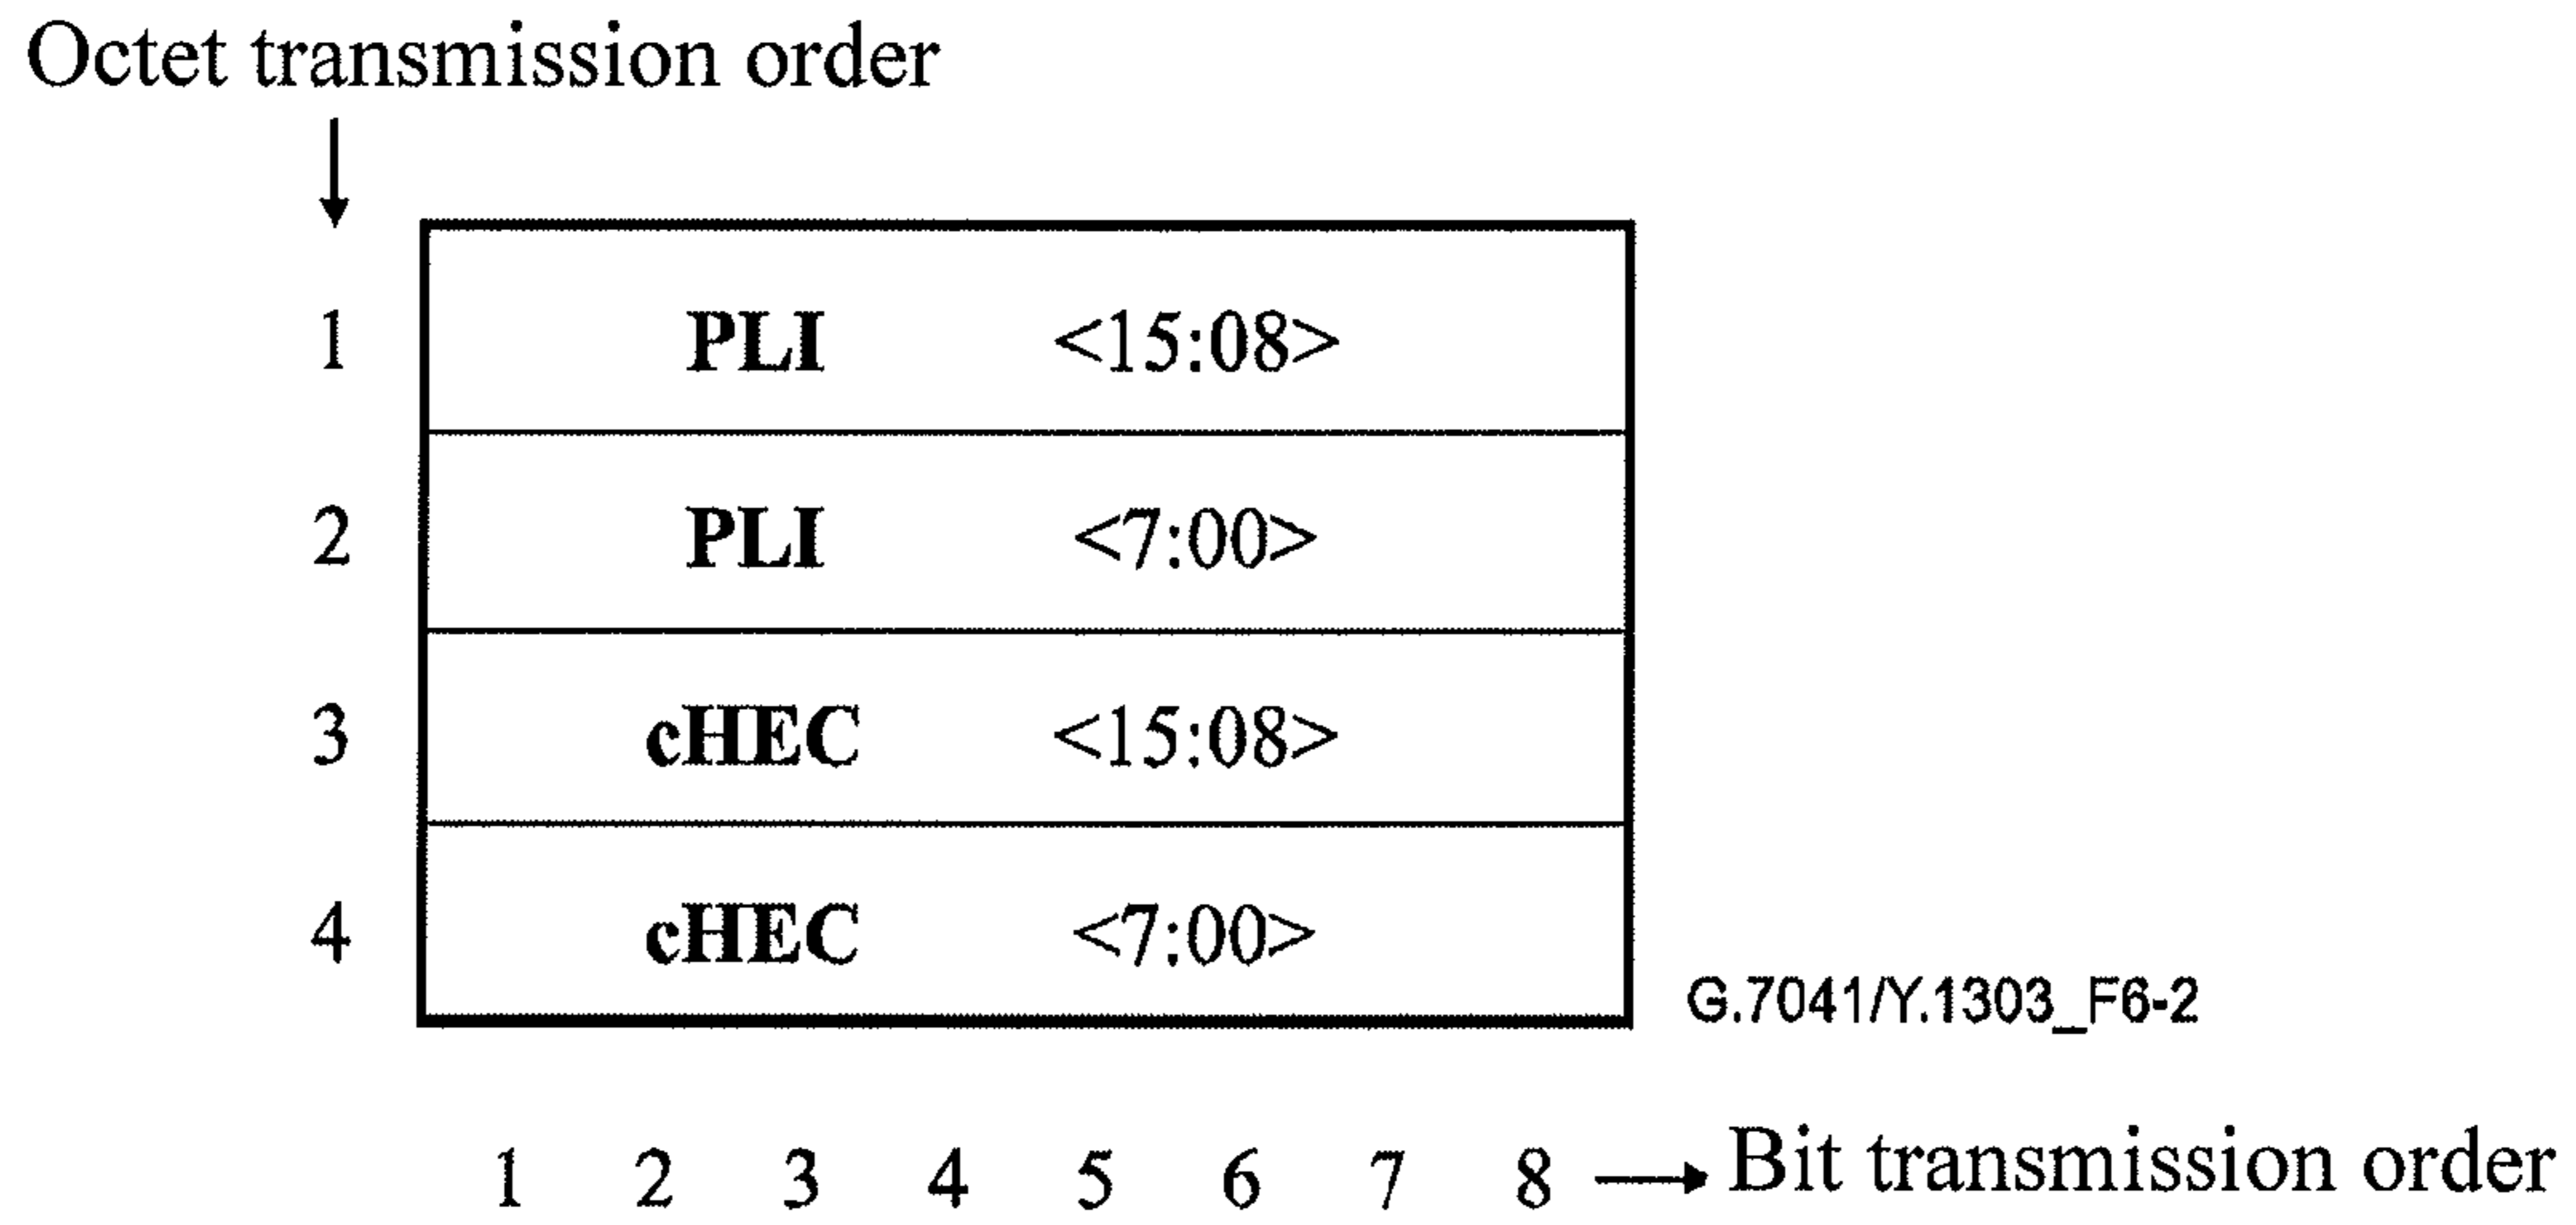 Octet transmission order
1 PLI <15:08>
2 PLI <7:00>
3 cHEC <15:08>
4 cHEC <7:00>
G.7041/Y.1303_F6-2
1 2 3 4 5 6 7 8 Bit transmission order